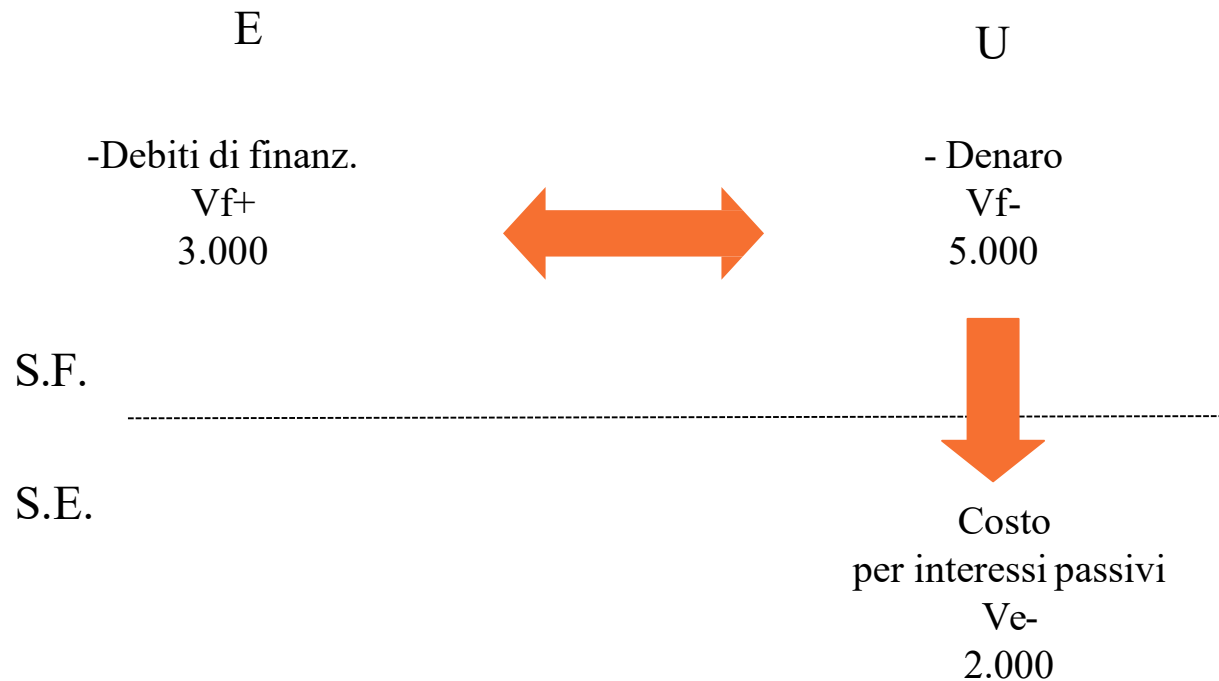 E
U
-Debiti di finanz.
Vf+
3.000
- Denaro
Vf-
5.000
S.F.
S.E.
Costo
per interessi passivi
Ve-
2.000